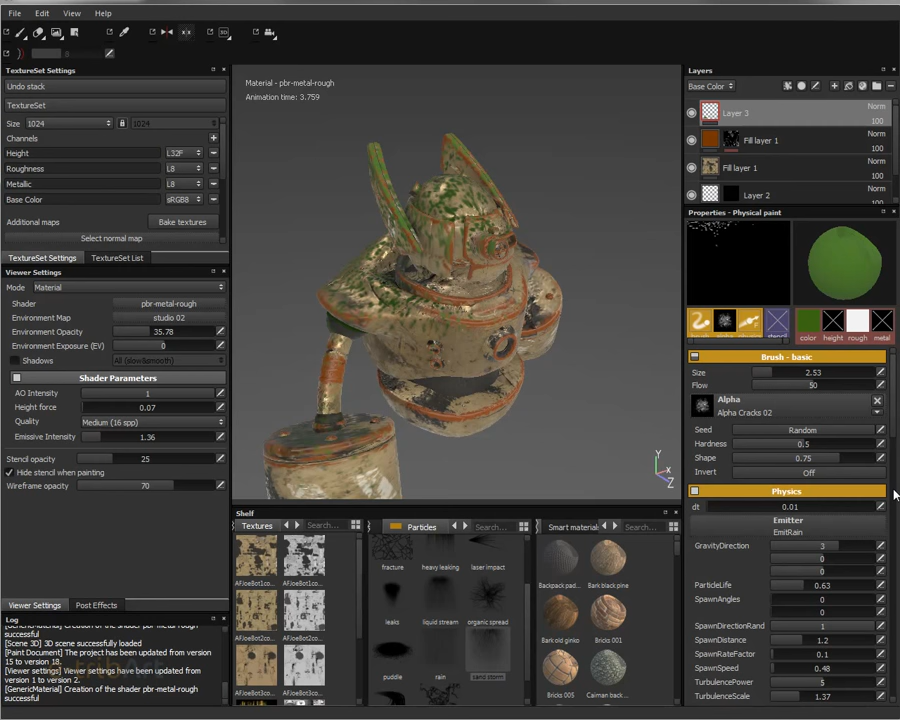 File Edit View Help
TextureSet Settings
Undo stack
TextureSet
Size 1024 1024
Channels
Height L32F
Roughness L8
Metallic L8
Base Color sRGB8
Additional maps Bake textures
Select normal map
TextureSet Settings TextureSet List
Viewer Settings
Mode Material
Shader pbr-metal-rough
Environment Map studio 02
Environment Opacity 35.78
Environment Exposure (EV) 0
Shadows All (slow&smooth)
Shader Parameters
AO Intensity 1
Height force 0.07
Quality Medium (16 spp)
Emissive Intensity 1.36
Stencil opacity 25
Hide stencil when painting
Wireframe opacity 70
Viewer Settings Post Effects
Log
successful
[Scene 3D] 3D scene successfully loaded
[Paint Document] The project has been updated from
version 15 to version 18.
[Viewer settings] Viewer settings have been updated from
version 1 to version 2.
[GenericMaterial] Creation of the shader pbr-metal-rough
successful
Material - pbr-metal-rough
Animation time: 3.759
Y
X
Z
Shelf
Textures Search...
AFJoeBot1co...
AFJoeBot2co...
Particles Search...
fracture heavy leaking laser impact
leaks liquid stream organic spread
puddle rain sand storm
Smart materials Search...
Backpack pad... Bark black pine
Bark old ginko Bricks 001
Bricks 005 Caiman back...
Layers
Base Color
Layer 3 Norm 100
Fill layer 1 Norm 100
Fill layer 1 Norm 100
Layer 2 Norm 100
Properties - Physical paint
stencil color height rough metal
Brush - basic
Size 2.53
Flow 50
Alpha
Alpha Cracks 02
Seed Random
Hardness 0.5
Shape 0.75
Invert Off
Physics
dt 0.01
Emitter
EmitRain
GravityDirection 3
0
0
ParticleLife 0.63
SpawnAngles 0
0
SpawnDirectionRand 1
SpawnDistance 1.2
SpawnRateFactor 0.1
SpawnSpeed 0.48
TurbulencePower 5
TurbulenceScale 1.37